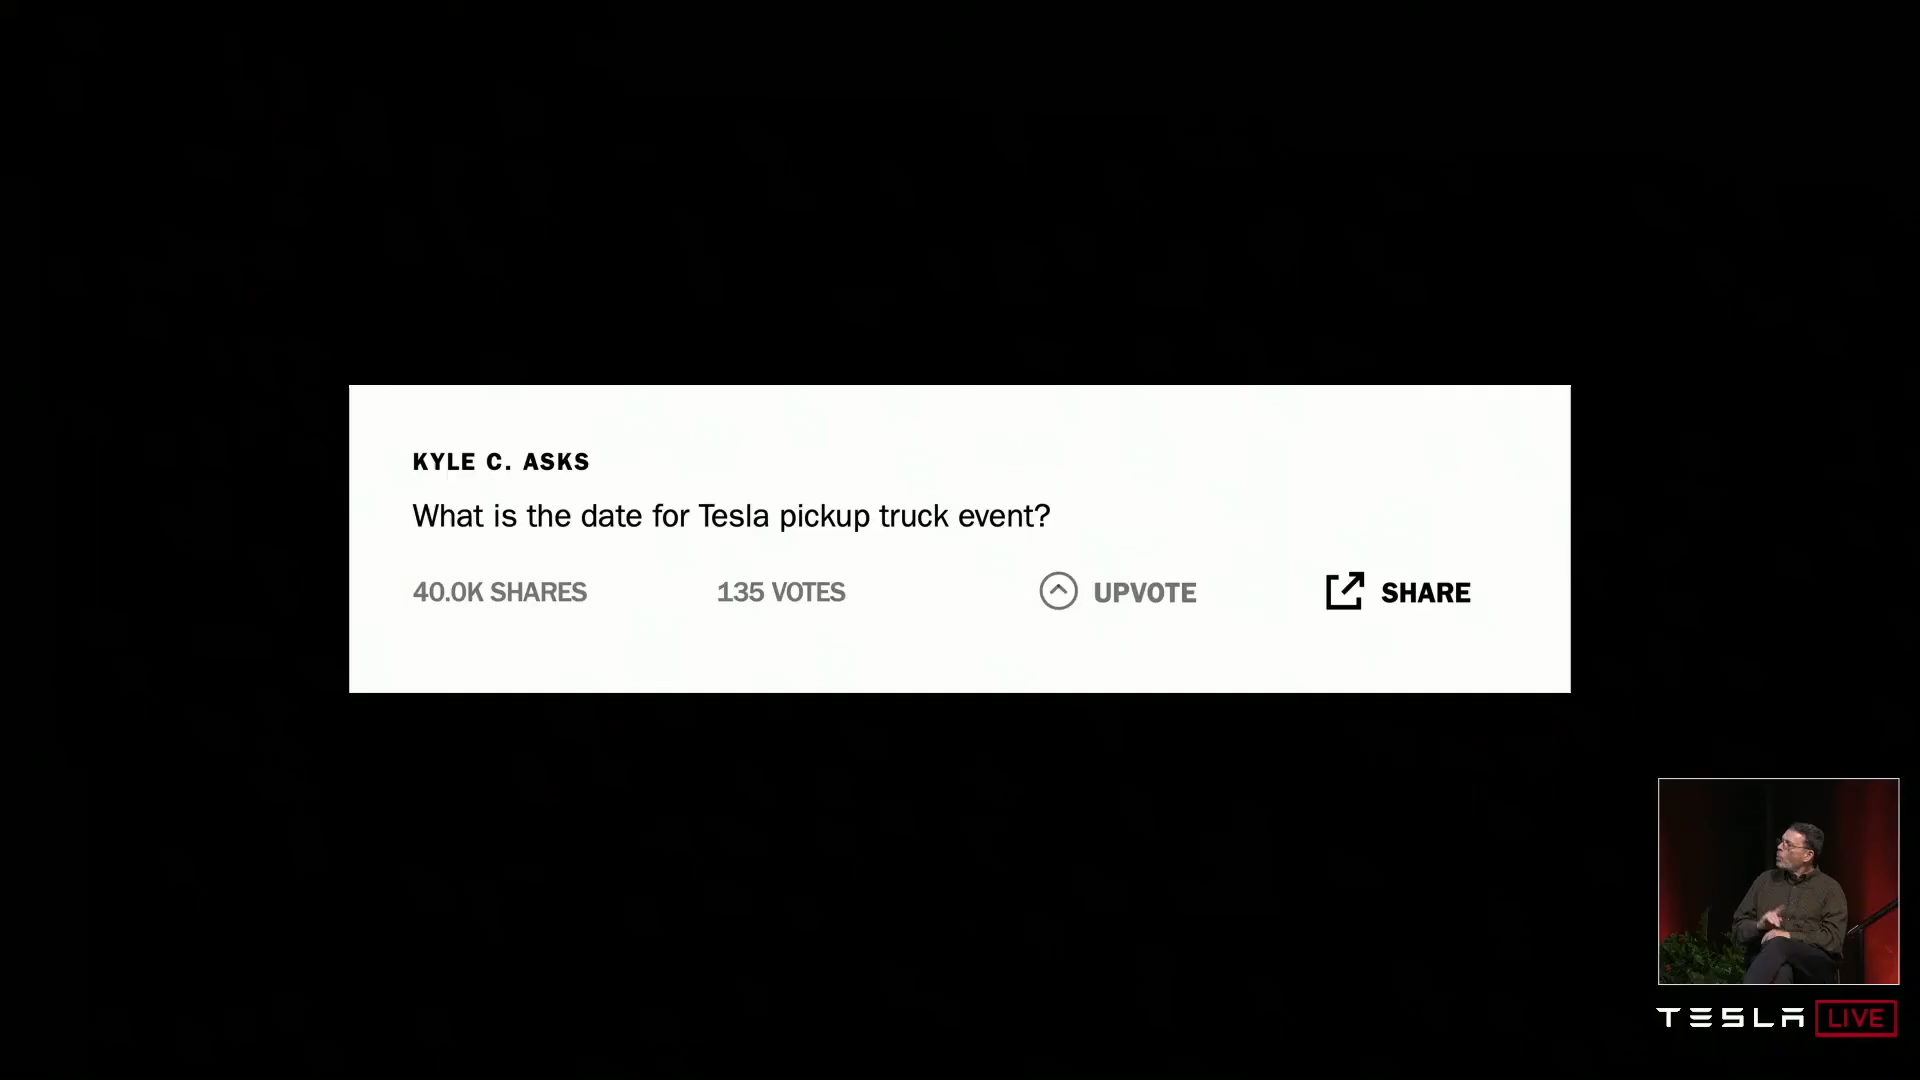 KYLE C. ASKS
What is the date for Tesla pickup truck event?
40.0K SHARES 135 VOTES UPVOTE SHARE
TESLA LIVE